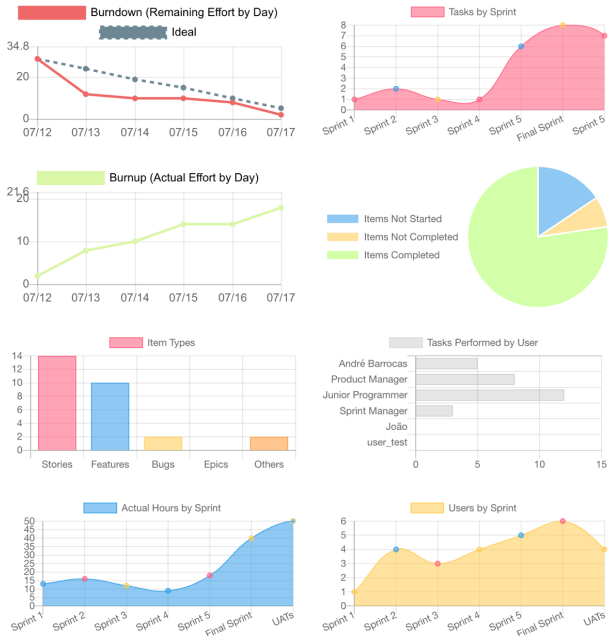 Burndown (Remaining Effort by Day)
Ideal
34.8
20
0
07/12 07/13 07/14 07/15 07/16 07/17
Tasks by Sprint
8
7
6
5
4
3
2
1
0
Sprint 1 Sprint 2 Sprint 3 Sprint 4 Sprint 5 Final Sprint Sprint 5
Burnup (Actual Effort by Day)
21.6
20
10
0
07/12 07/13 07/14 07/15 07/16 07/17
Items Not Started
Items Not Completed
Items Completed
Item Types
14
12
10
8
6
4
2
0
Stories Features Bugs Epics Others
Tasks Performed by User
André Barrocas
Product Manager
Junior Programmer
Sprint Manager
João
user_test
0 5 10 15
Actual Hours by Sprint
50
45
40
35
30
25
20
15
10
5
0
Sprint 1 Sprint 2 Sprint 3 Sprint 4 Sprint 5 Final Sprint UATs
Users by Sprint
6
5
4
3
2
1
0
Sprint 1 Sprint 2 Sprint 3 Sprint 4 Sprint 5 Final Sprint UATs